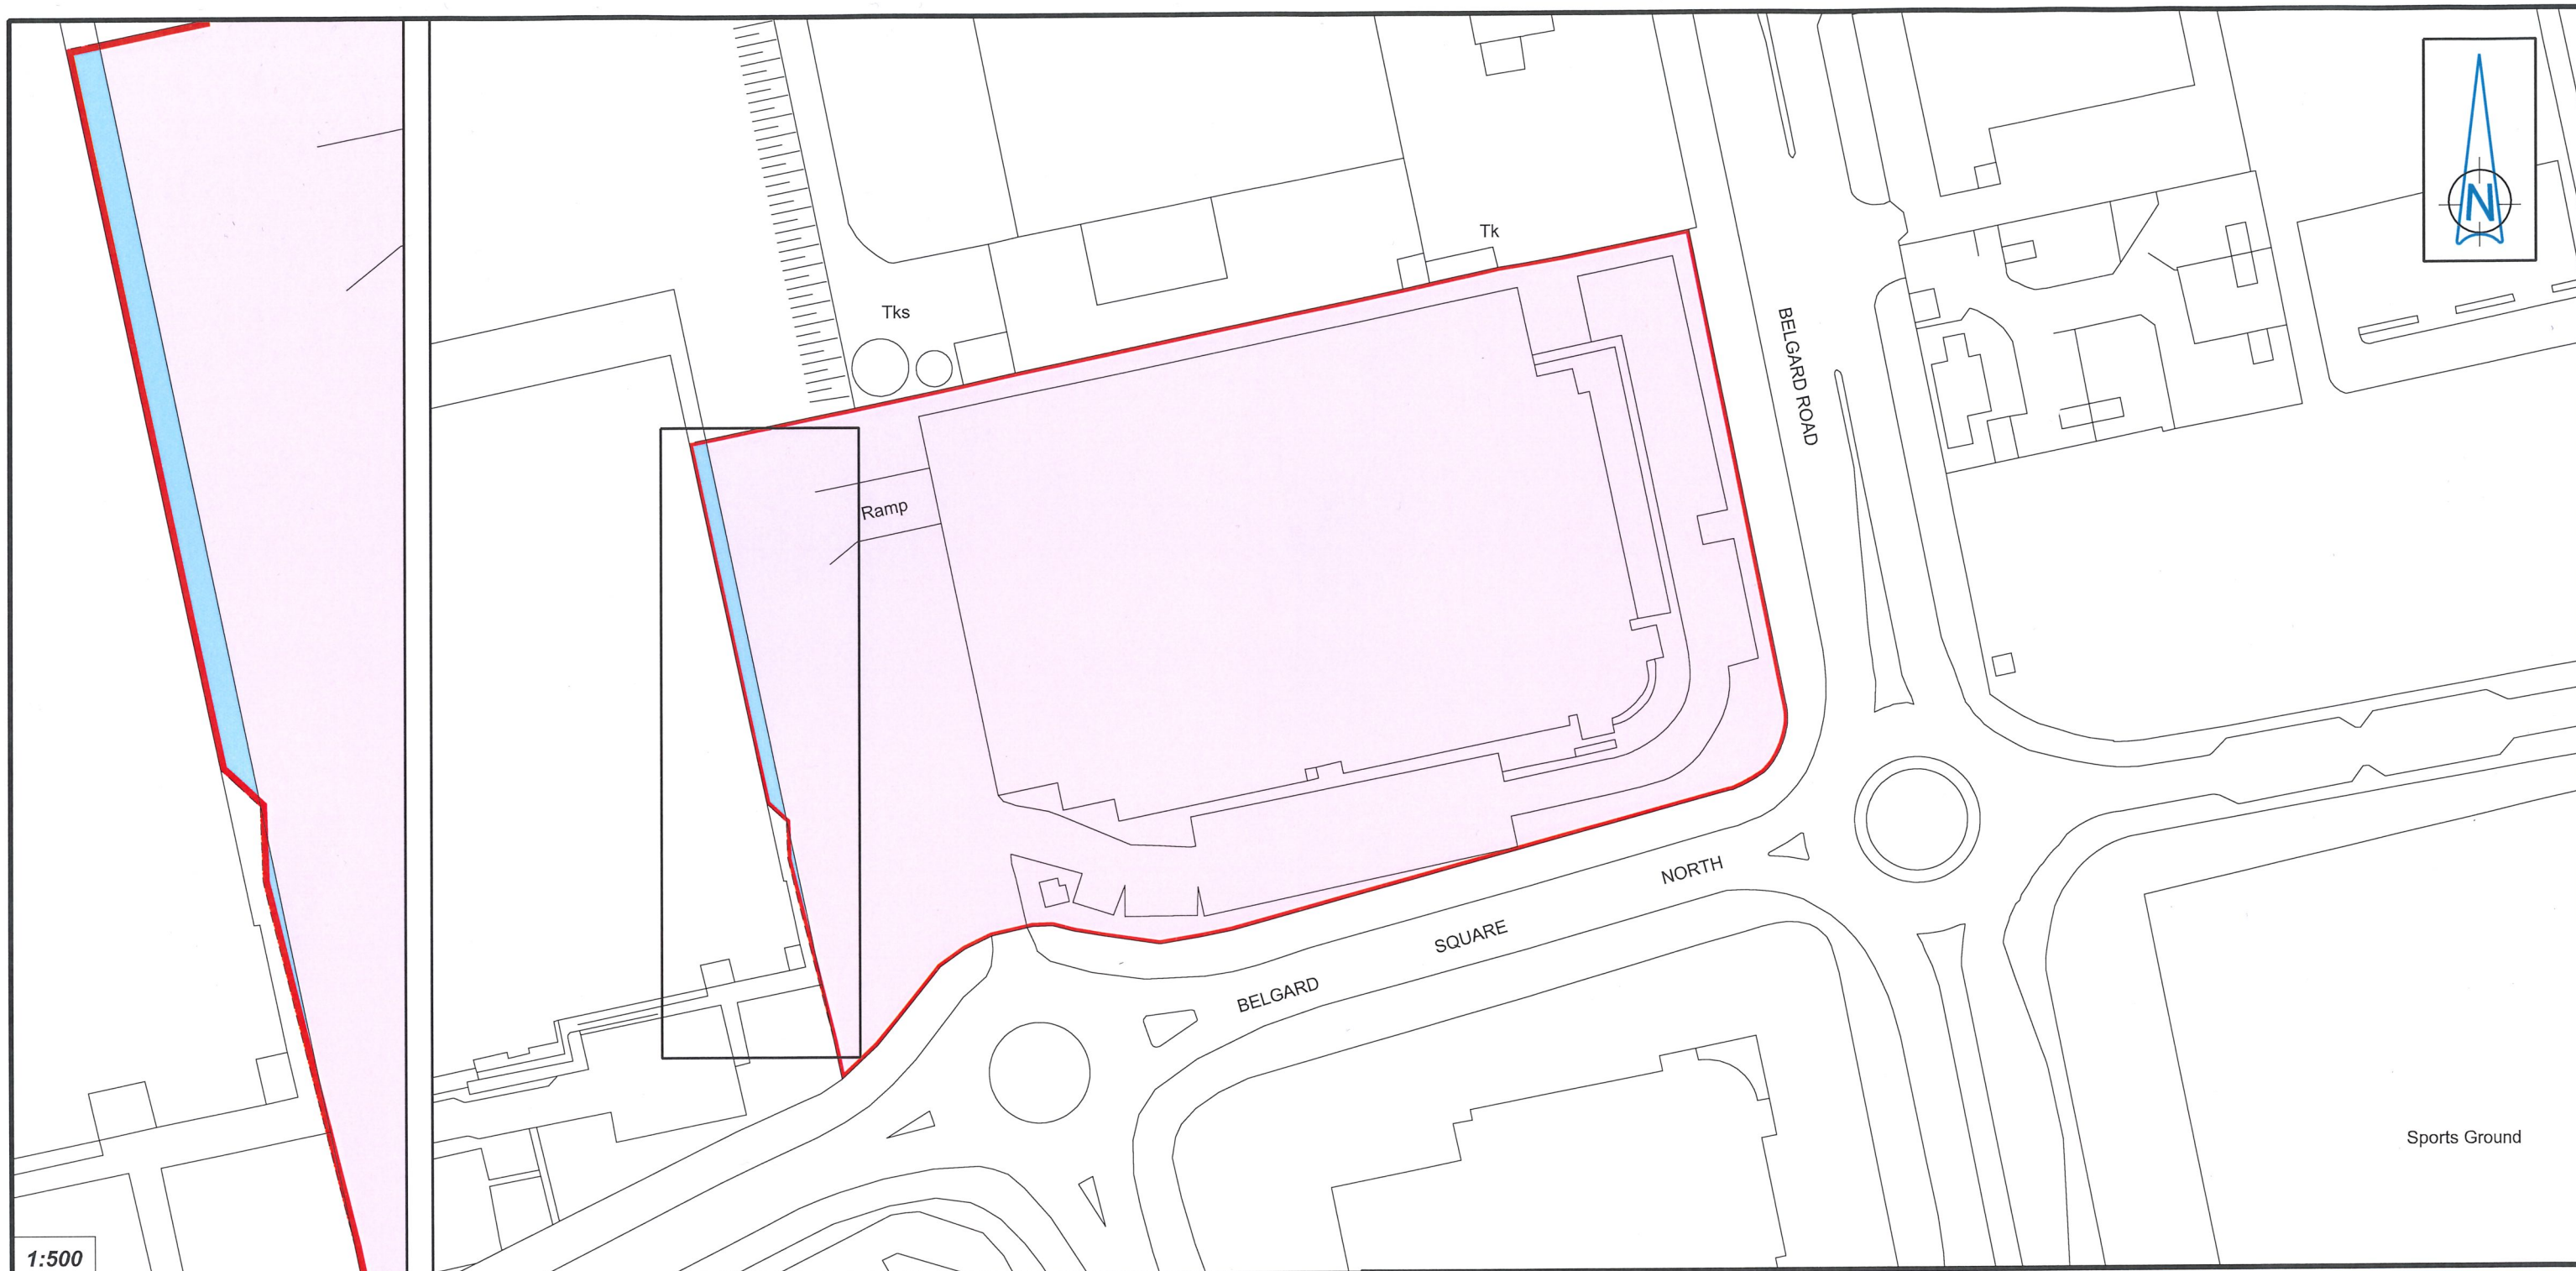 N
Tk
Tks
BELGARD ROAD
Ramp
NORTH
SQUARE
BELGARD
Sports Ground
1:500